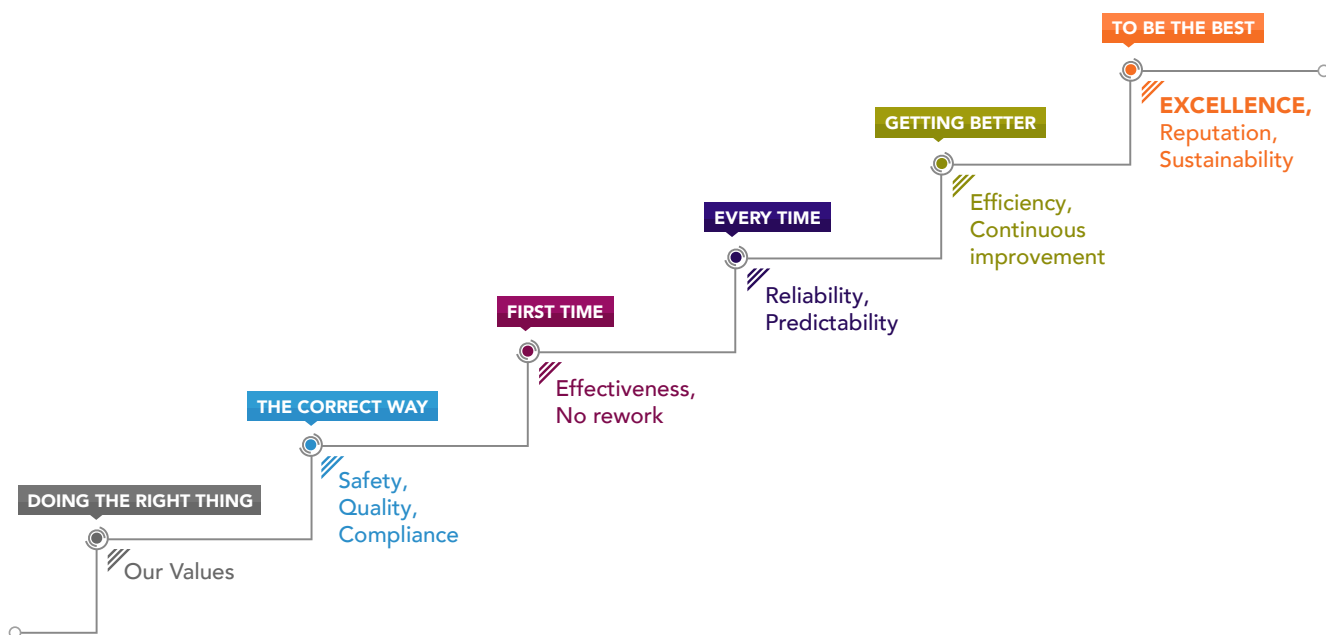 TO BE THE BEST
EXCELLENCE,
Reputation,
Sustainability
GETTING BETTER
Efficiency,
Continuous
improvement
EVERY TIME
Reliability,
Predictability
FIRST TIME
Effectiveness,
No rework
THE CORRECT WAY
Safety,
Quality,
Compliance
DOING THE RIGHT THING
Our Values